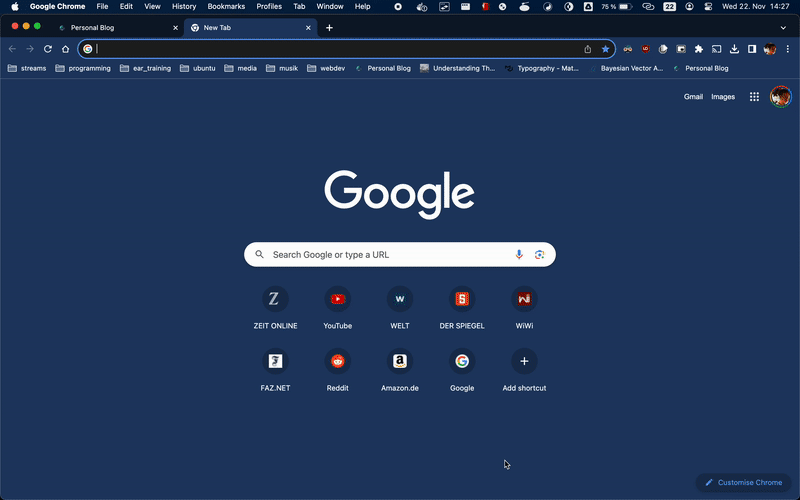 Google Chrome File Edit View History Bookmarks Profiles Tab Window Help 75 % 22 Wed 22. Nov 14:27
Personal Blog New Tab
streams programming ear_training ubuntu media musik webdev Personal Blog Understanding Th... Typography – Mat... Bayesian Vector A... Personal Blog
Gmail Images
Google
Search Google or type a URL
ZEIT ONLINE YouTube WELT DER SPIEGEL WiWi
FAZ.NET Reddit Amazon.de Google Add shortcut
Customise Chrome